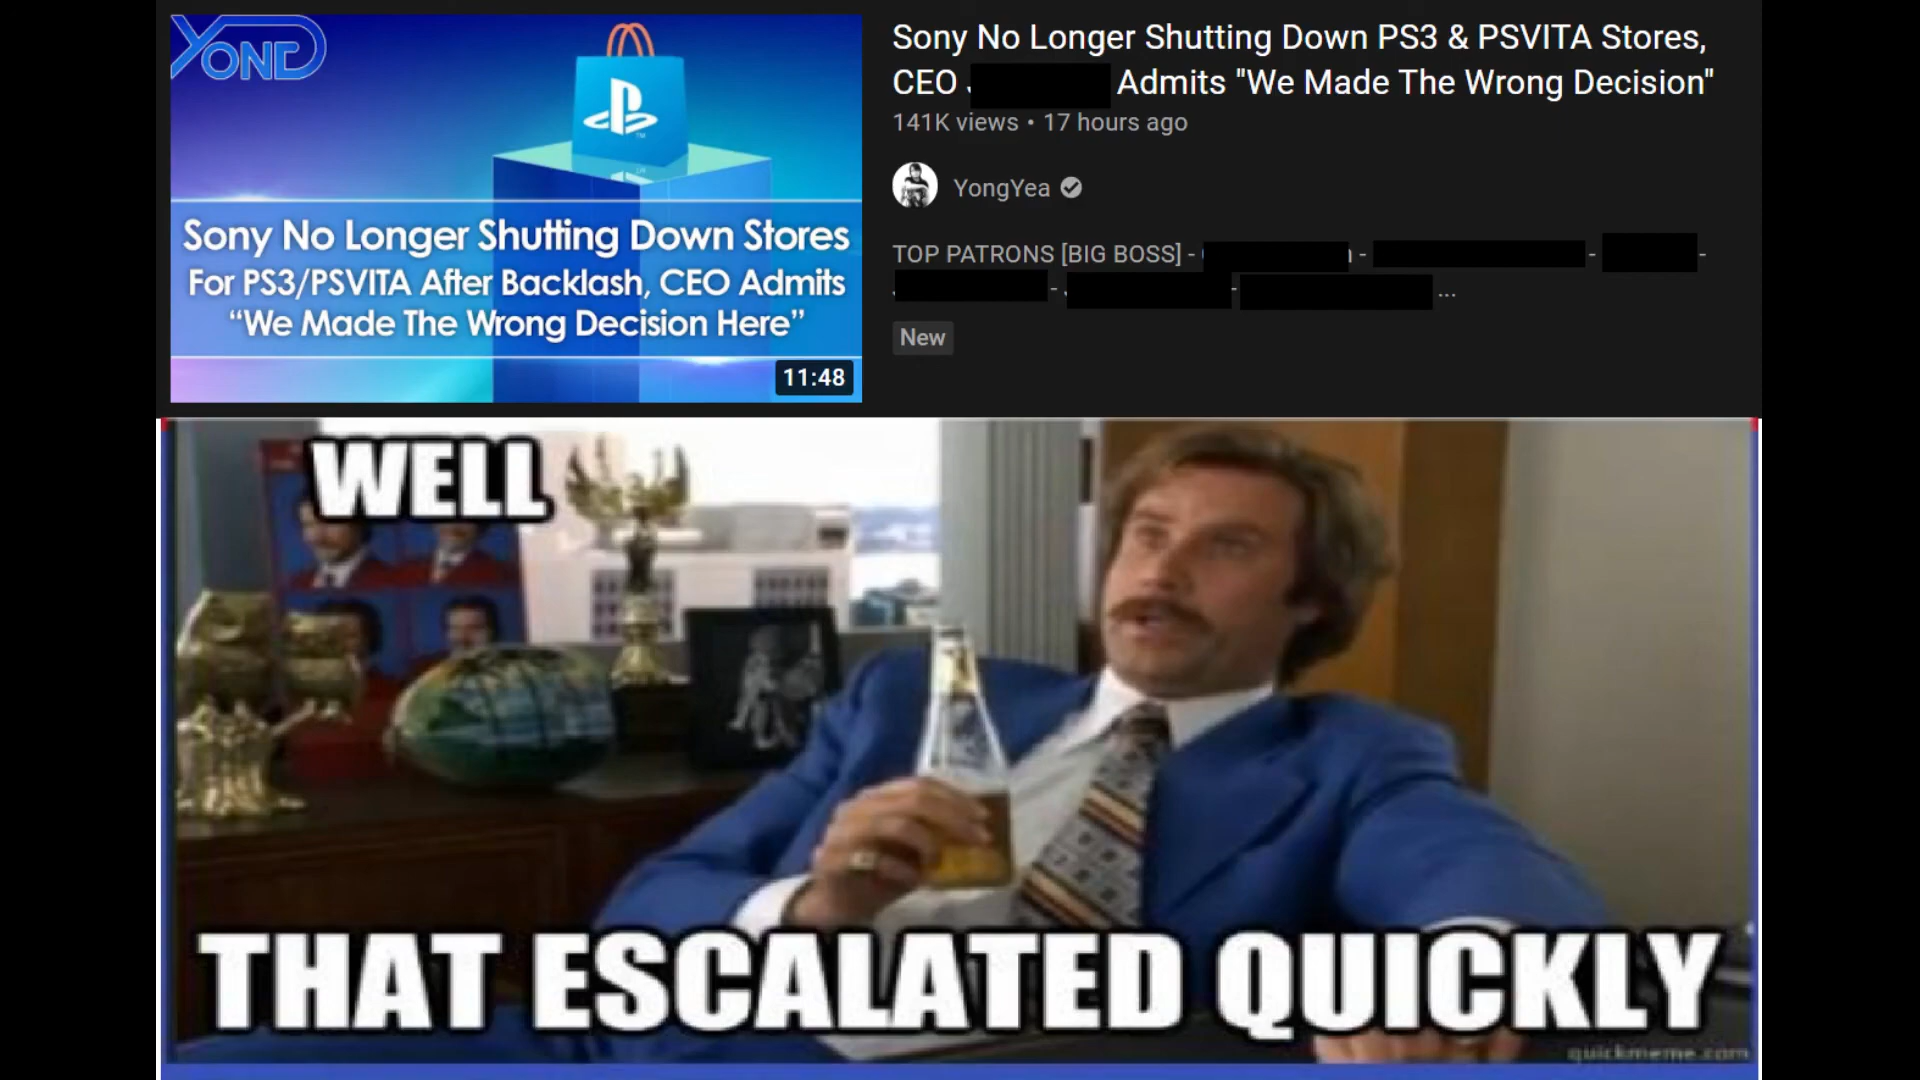 YOND
Sony No Longer Shutting Down Stores
For PS3/PSVITA After Backlash, CEO Admits
“We Made The Wrong Decision Here”
11:48
Sony No Longer Shutting Down PS3 & PSVITA Stores,
CEO Admits "We Made The Wrong Decision"
141K views • 17 hours ago
YongYea
TOP PATRONS [BIG BOSS] - - -
- - ...
New
WELL
THAT ESCALATED QUICKLY
quickmeme.com